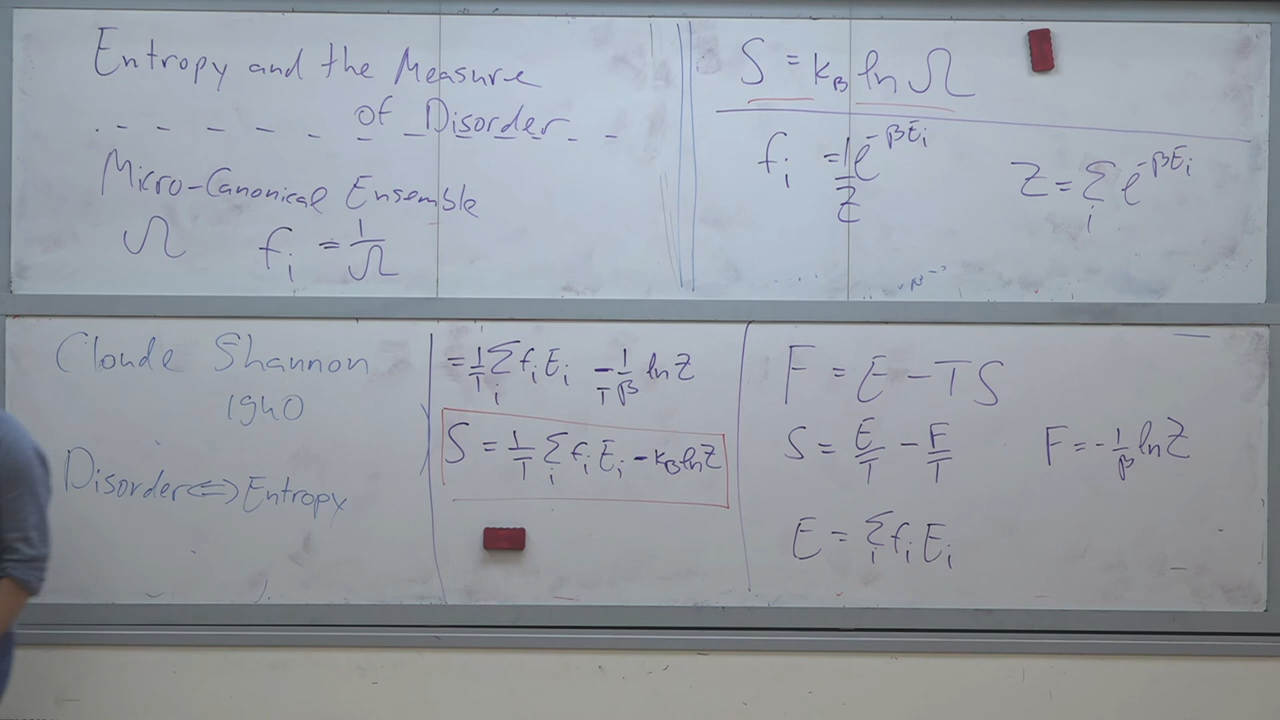 Entropy and the Measure
of Disorder
Micro-Canonical Ensemble
Ω f_i = 1/Ω
S = k_B ln Ω
f_i = 1/Z e^{-βE_i} Z = Σ_i e^{-βE_i}
Claude Shannon
1940
Disorder ⇔ Entropy
= 1/T Σ_i f_i E_i - 1/T 1/β ln Z
S = 1/T Σ_i f_i E_i - k_B ln Z
F = E - TS
S = E/T - F/T F = - 1/β ln Z
E = Σ_i f_i E_i